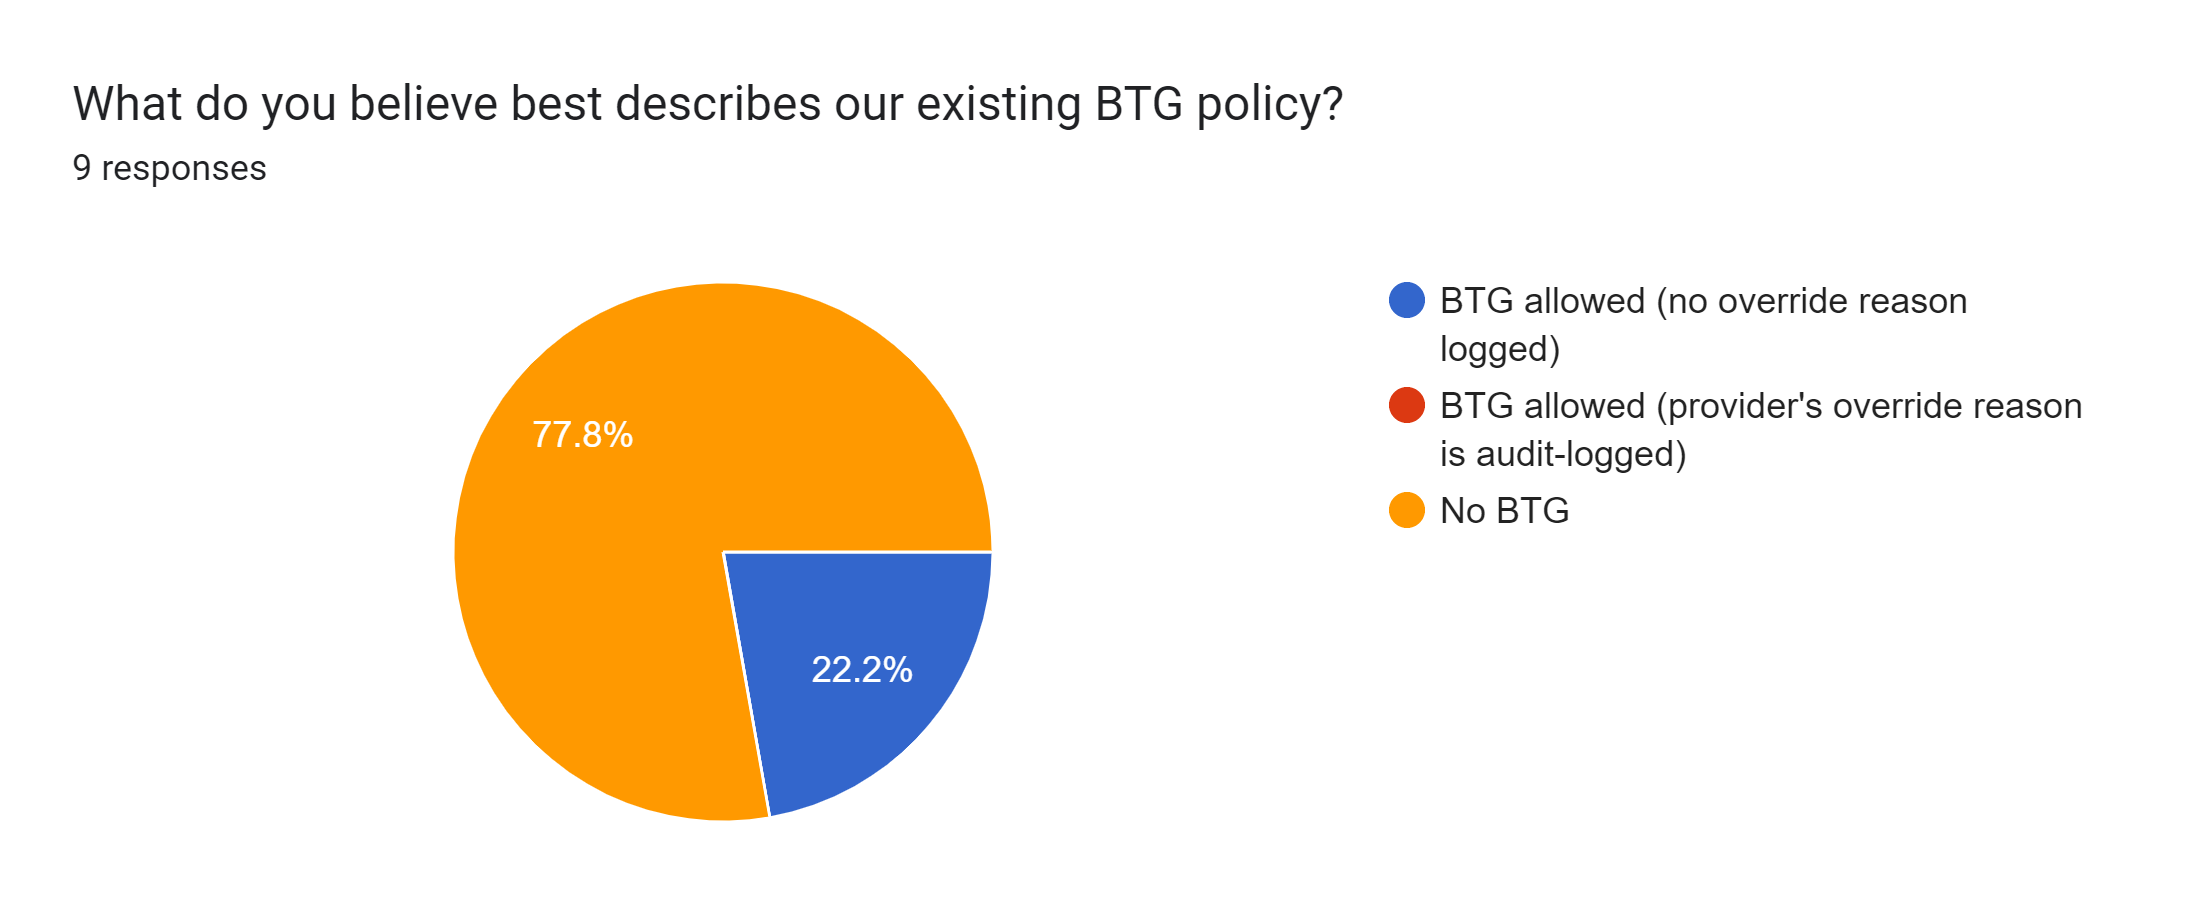 What do you believe best describes our existing BTG policy?
9 responses
77.8%
22.2%
BTG allowed (no override reason
logged)
BTG allowed (provider's override reason
is audit-logged)
No BTG